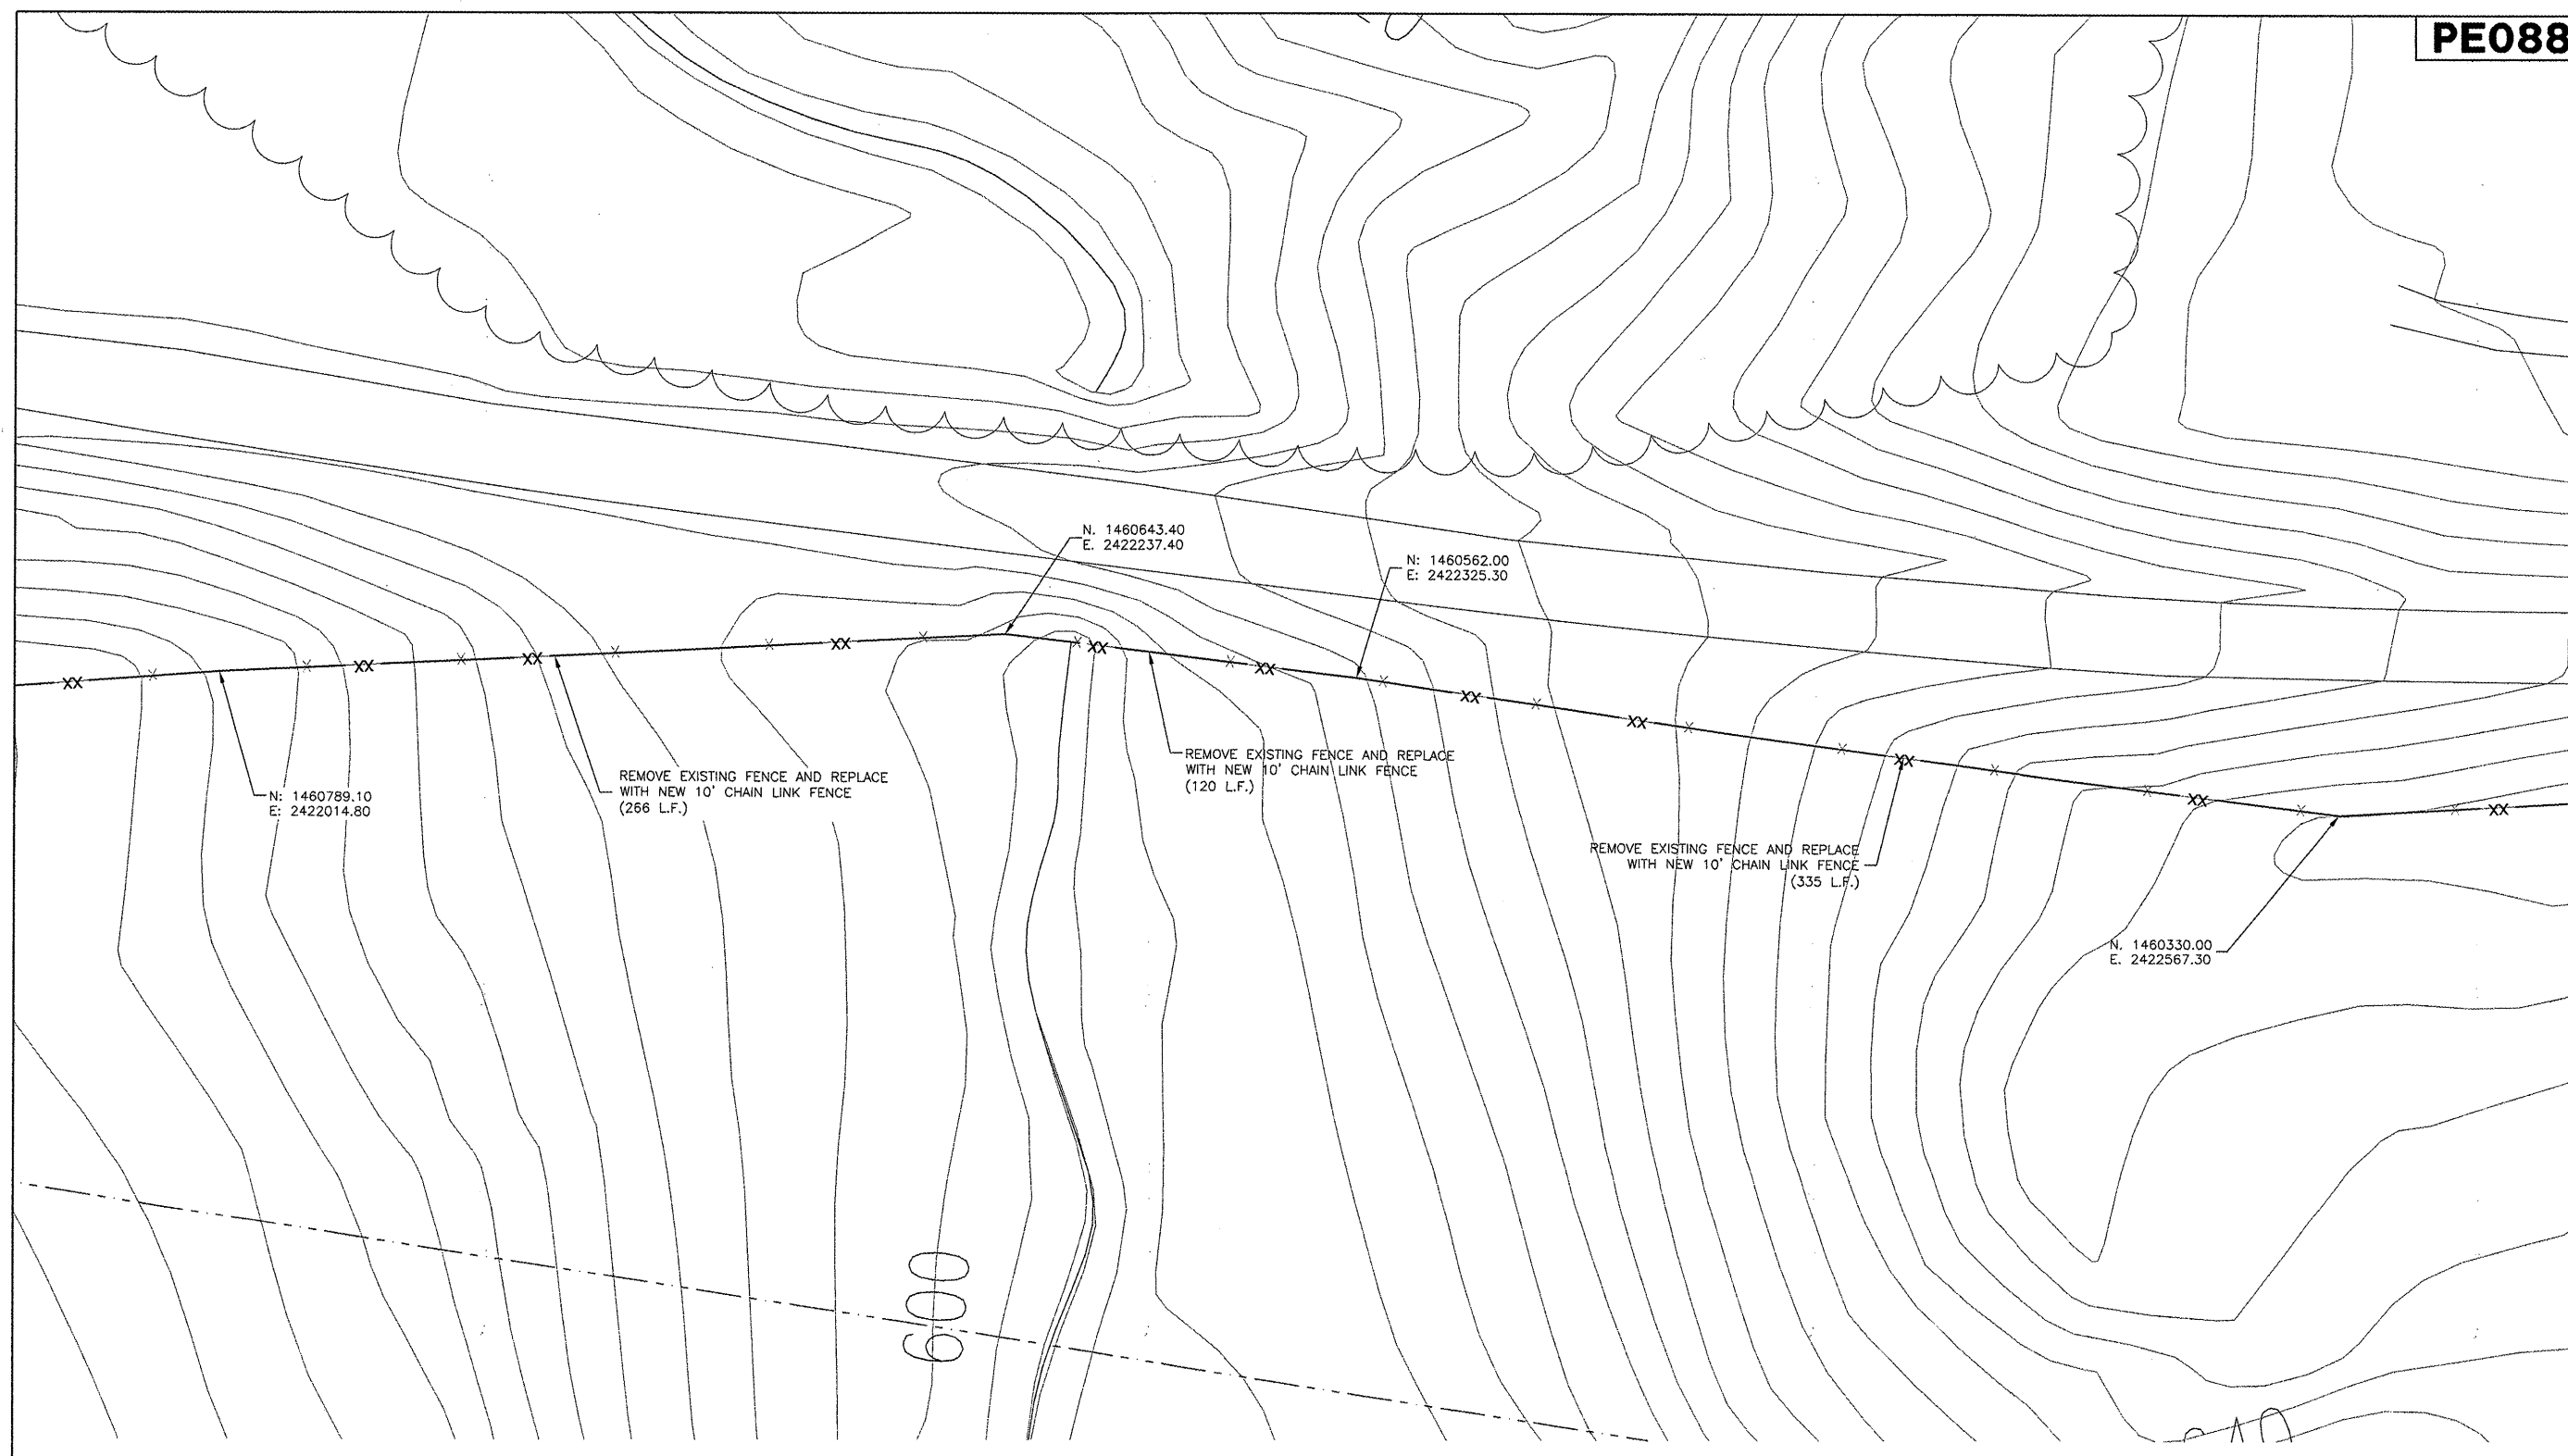 PE088
N. 1460643.40
E. 2422237.40
N: 1460562.00
E: 2422325.30
REMOVE EXISTING FENCE AND REPLACE
WITH NEW 10' CHAIN LINK FENCE
(120 L.F.)
REMOVE EXISTING FENCE AND REPLACE
WITH NEW 10' CHAIN LINK FENCE
(266 L.F.)
N: 1460789.10
E: 2422014.80
REMOVE EXISTING FENCE AND REPLACE
WITH NEW 10' CHAIN LINK FENCE
(335 L.F.)
N. 1460330.00
E. 2422567.30
600